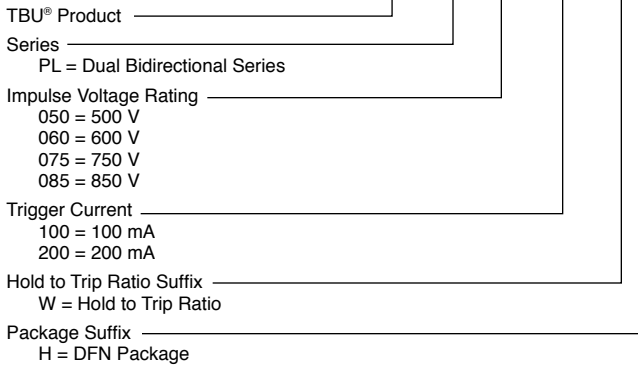 TBU® Product
Series
PL = Dual Bidirectional Series
Impulse Voltage Rating
050 = 500 V
060 = 600 V
075 = 750 V
085 = 850 V
Trigger Current
100 = 100 mA
200 = 200 mA
Hold to Trip Ratio Suffix
W = Hold to Trip Ratio
Package Suffix
H = DFN Package